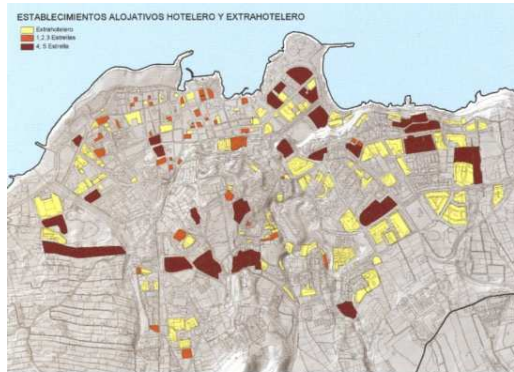 ESTABLECIMIENTOS ALOJATIVOS HOTELERO Y EXTRAHOTELERO
Extrahotelero
1,2,3 Estrellas
4, 5 Estrella